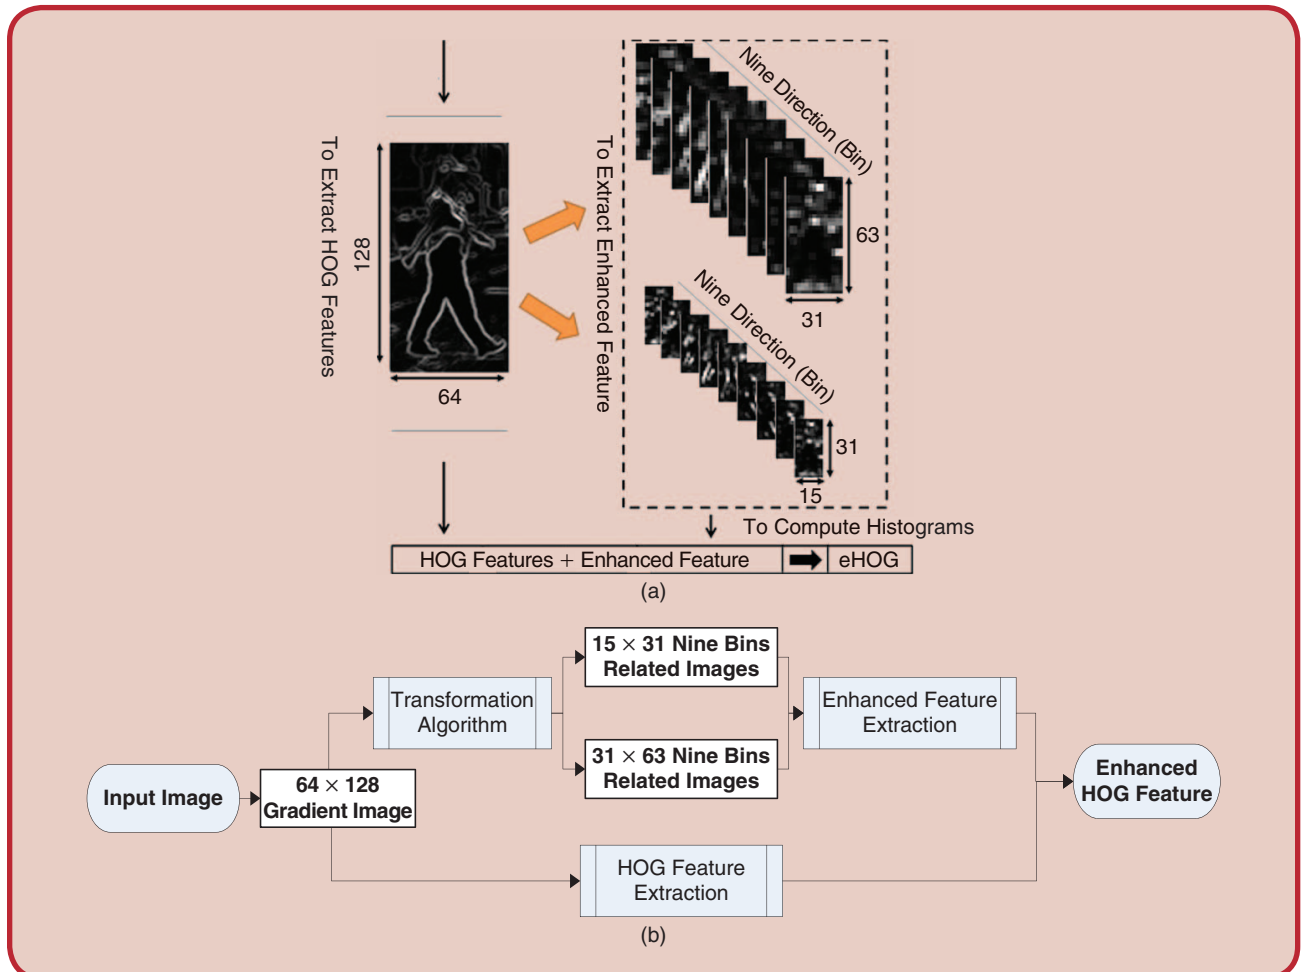 To Extract HOG Features
128
64
To Extract Enhanced Feature
Nine Direction (Bin)
63
31
Nine Direction (Bin)
31
15
To Compute Histograms
HOG Features + Enhanced Feature
eHOG
(a)
Input Image
64 × 128
Gradient Image
Transformation
Algorithm
15 × 31 Nine Bins
Related Images
31 × 63 Nine Bins
Related Images
Enhanced Feature
Extraction
HOG Feature
Extraction
Enhanced
HOG Feature
(b)